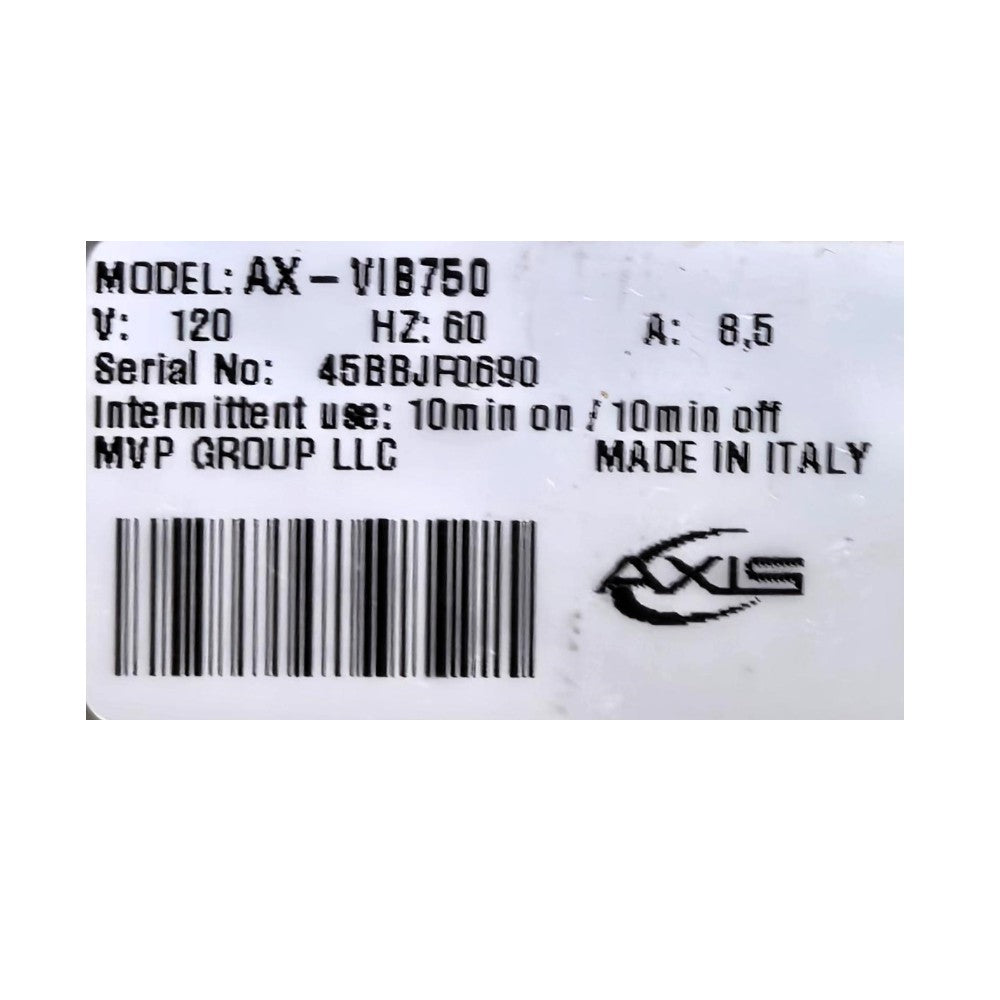 MODEL: AX - VIB750
V: 120 HZ: 60 A: 8,5
Serial No: 45BBJF0690
Intermittent use: 10min on / 10min off
MVP GROUP LLC MADE IN ITALY
AXIS